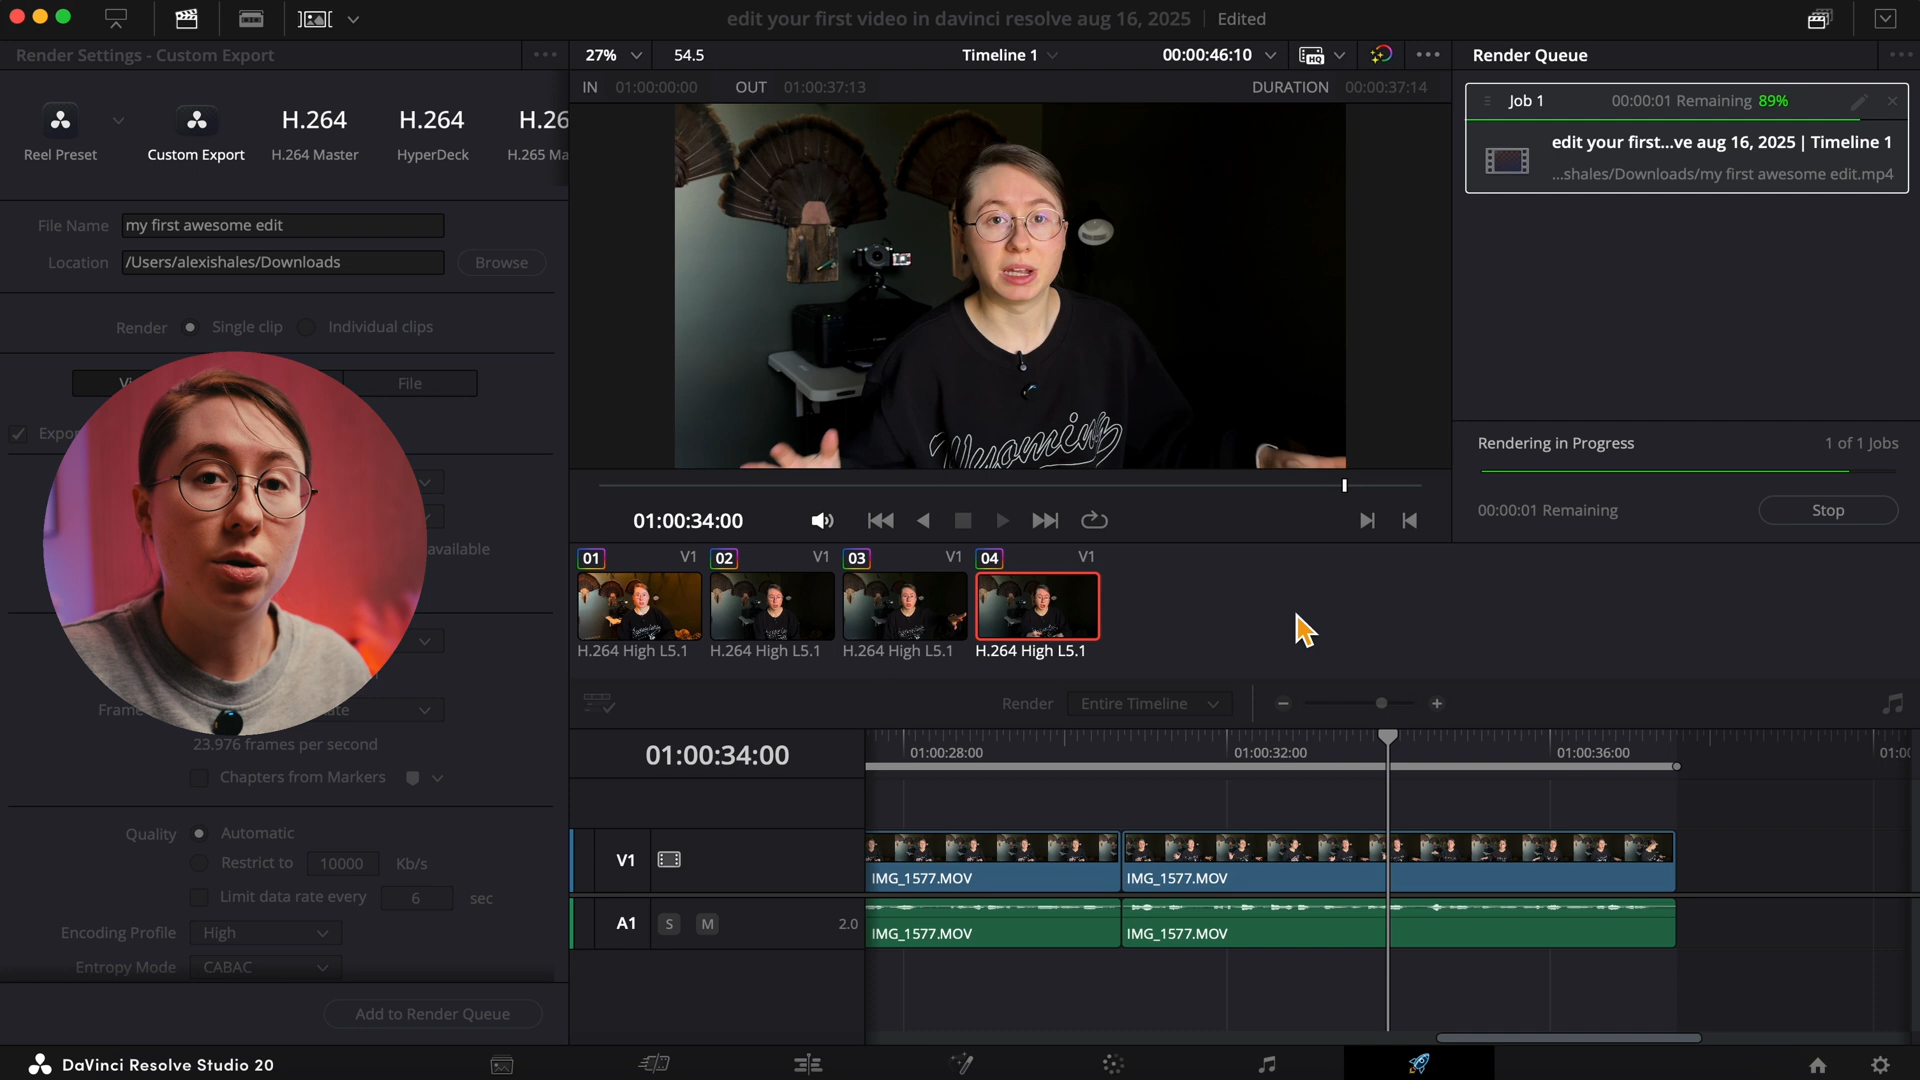 edit your first video in davinci resolve aug 16, 2025 Edited
Render Settings - Custom Export
27% 54.5 Timeline 1 00:00:46:10
IN 01:00:00:00 OUT 01:00:37:13 DURATION 00:00:37:14
Render Queue
Reel Preset
Custom Export
H.264
H.264 Master
H.264
HyperDeck
H.26
H.265 Ma
Job 1 00:00:01 Remaining 89%
edit your first...ve aug 16, 2025 | Timeline 1
...shales/Downloads/my first awesome edit.mp4
File Name my first awesome edit
Location /Users/alexishales/Downloads Browse
Render Single clip Individual clips
File
available
23.976 frames per second
Chapters from Markers
Quality Automatic
Restrict to 10000 Kb/s
Limit data rate every 6 sec
Encoding Profile High
Entropy Mode CABAC
Add to Render Queue
Wyoming
Rendering in Progress 1 of 1 Jobs
00:00:01 Remaining Stop
01:00:34:00
01 V1 02 V1 03 V1 04 V1
H.264 High L5.1 H.264 High L5.1 H.264 High L5.1 H.264 High L5.1
Render Entire Timeline
01:00:34:00 01:00:28:00 01:00:32:00 01:00:36:00 01:00
V1 IMG_1577.MOV IMG_1577.MOV
A1 S M 2.0 IMG_1577.MOV IMG_1577.MOV
DaVinci Resolve Studio 20